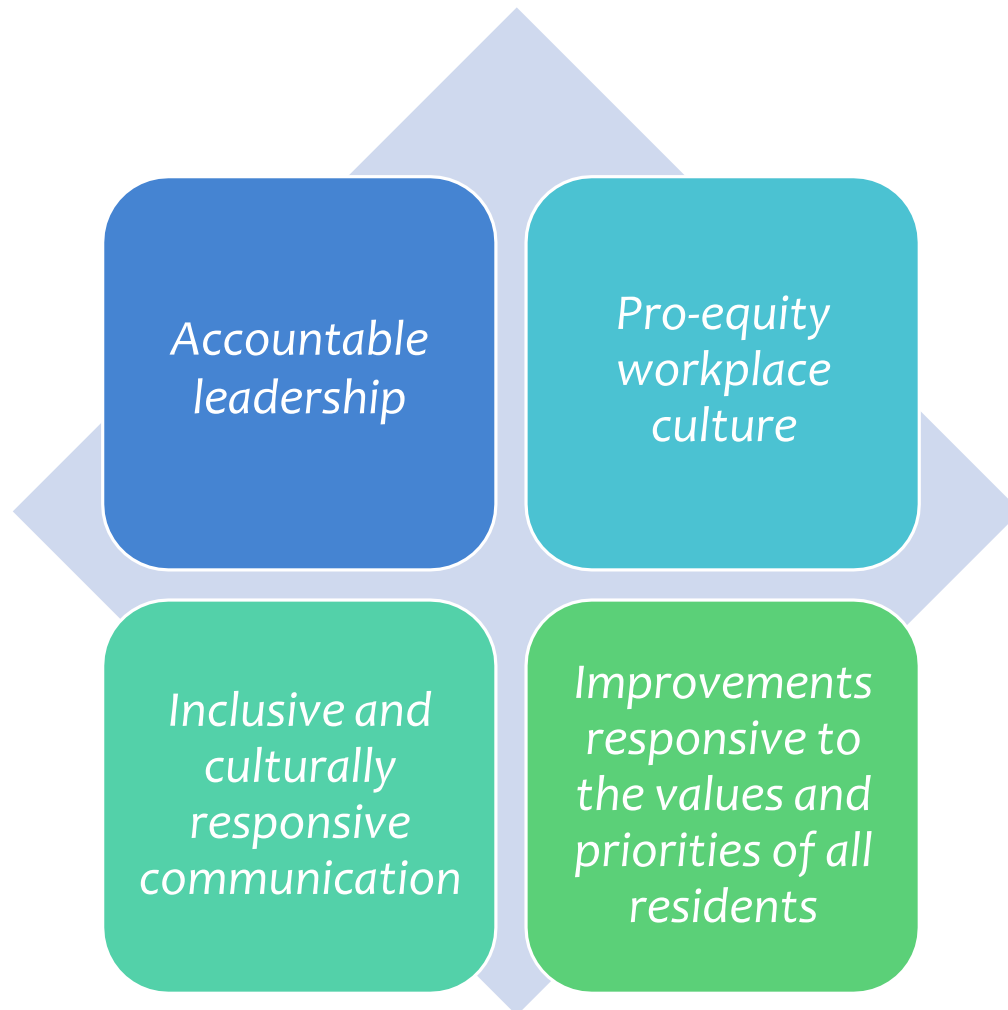 Accountable
leadership
Pro-equity
workplace
culture
Inclusive and
culturally
responsive
communication
Improvements
responsive to
the values and
priorities of all
residents